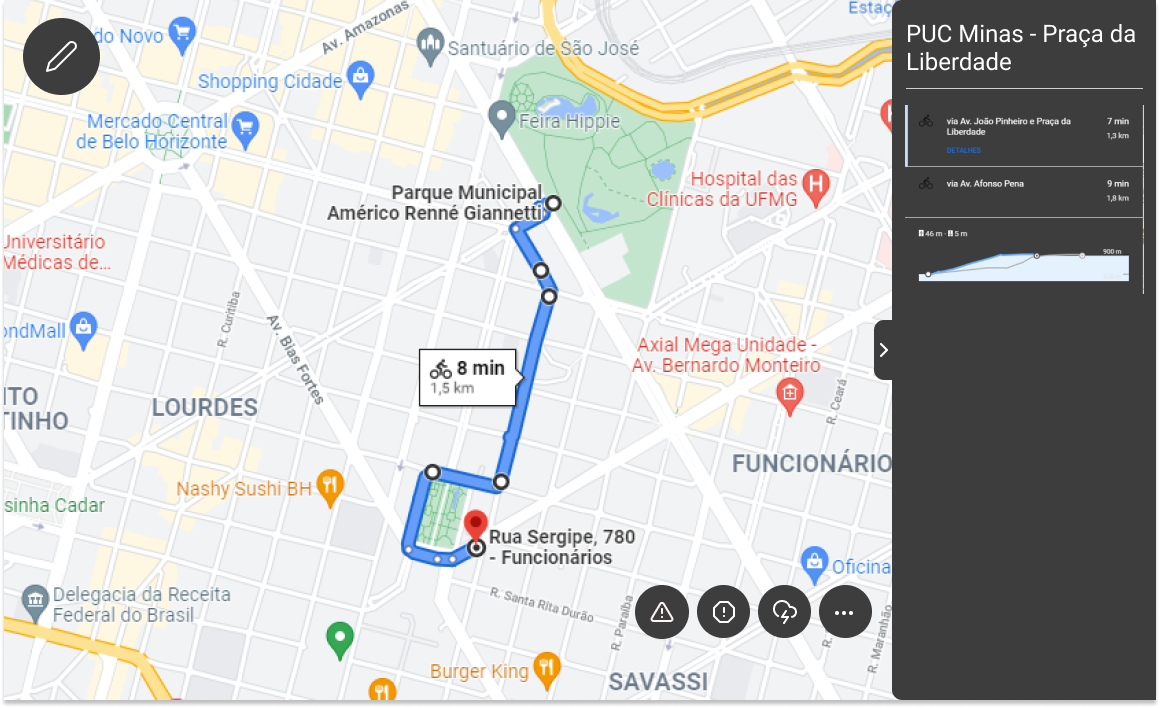 do Novo
Av. Amazonas
Estaç
Santuário de São José
Shopping Cidade
Feira Hippie
Mercado Central
de Belo Horizonte
Parque Municipal
Américo Renné Giannetti
Hospital das
Clínicas da UFMG
Universitário
Médicas de...
R. Curitiba
ondMall
Av. Bias Fortes
Axial Mega Unidade -
Av. Bernardo Monteiro
8 min
1,5 km
R. Ceará
ITO
TINHO
LOURDES
FUNCIONÁRIO
Nashy Sushi BH
sinha Cadar
Rua Sergipe, 780
- Funcionários
Oficina
Delegacia da Receita
Federal do Brasil
R. Santa Rita Durão
R. Paraíba
R.
R. Maranhão
Burger King
SAVASSI
PUC Minas - Praça da
Liberdade
via Av. João Pinheiro e Praça da
Liberdade
7 min
1,3 km
DETALHES
via Av. Afonso Pena
9 min
1,8 km
46 m · 5 m
900 m